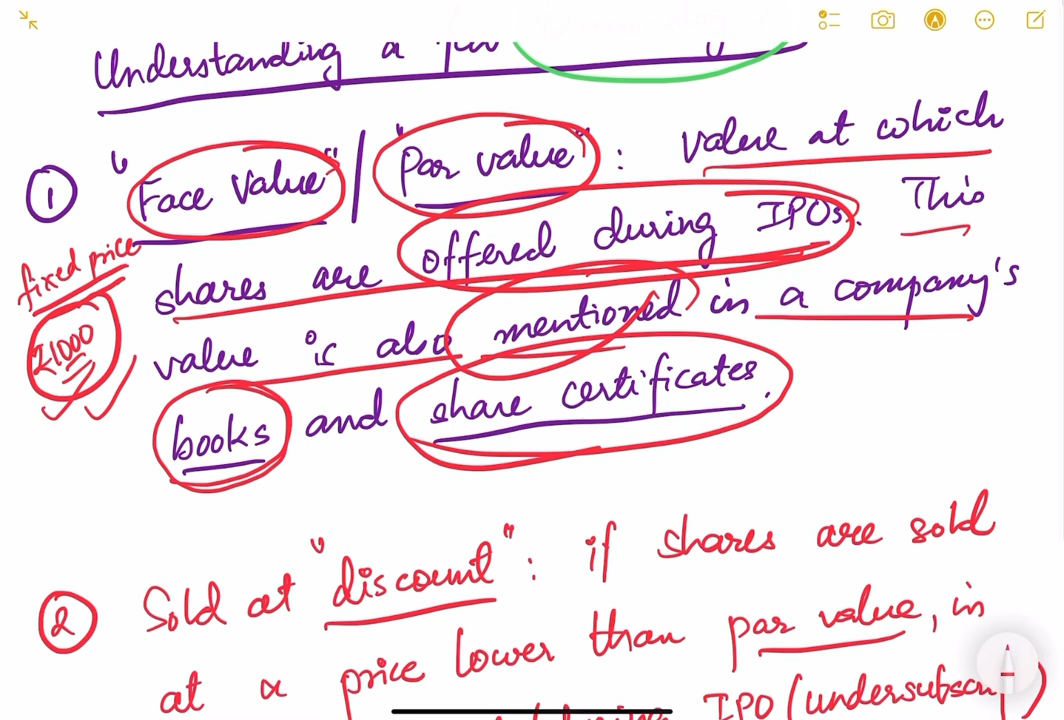 Understanding a
① "Face Value" / "Par value" : value at which
shares are offered during IPOs. This
fixed price
₹1000
value is also mentioned in a company's
books and share certificates.
② Sold at "discount" : if shares are sold
at a price lower than par value, in
IPO (undersubscri